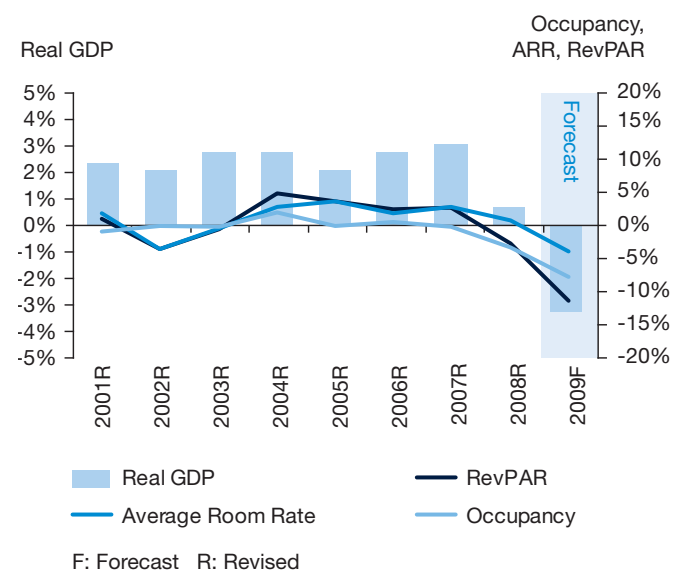 Occupancy,
Real GDP ARR, RevPAR
5% 20%
4% 15%
3%
2% 10%
1% 5%
0% 0%
-1% -5%
-2% -10%
-3%
-4% -15%
-5% -20%
Forecast
2001R 2002R 2003R 2004R 2005R 2006R 2007R 2008R 2009F
Real GDP RevPAR
Average Room Rate Occupancy
F: Forecast R: Revised